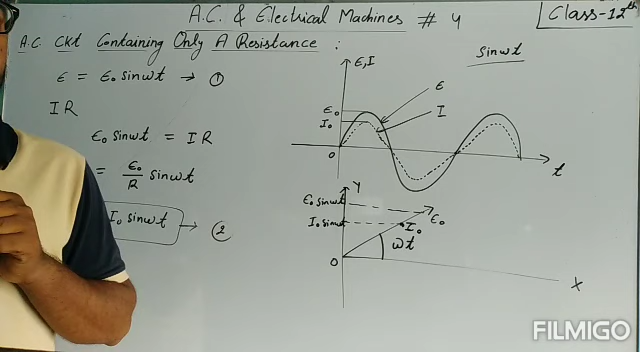 A.C. & Electrical Machines # 4
Class-12th
A.C. Ckt Containing Only A Resistance :
ε = ε₀ sinωt → ①
IR
ε₀ sinωt = IR
= ε₀/R sinωt
I₀ sinωt → ②
sinωt
ε, I
ε
I
ε₀
I₀
0
t
Y
ε₀ sinωt
I₀ sinωt
ε₀
I₀
ωt
0
X
FILMIGO